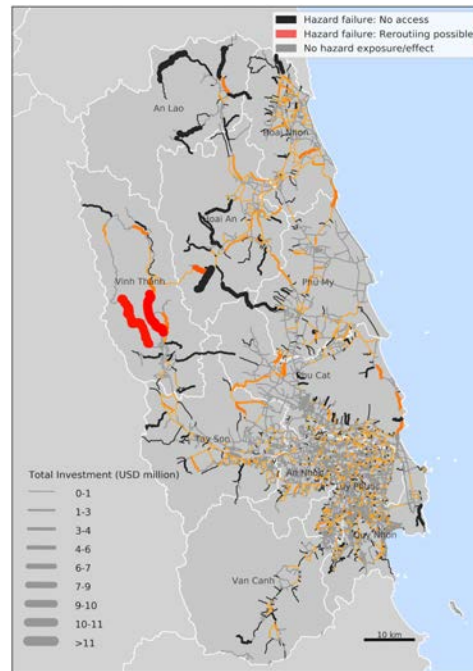 Hazard failure: No access
Hazard failure: Rerouting possible
No hazard exposure/effect
An Lao
Hoai Nhon
Hoai An
Vinh Thanh
Phu My
Phu Cat
Tay Son
An Nhon
Tuy Phuoc
Quy Nhon
Van Canh
Total Investment (USD million)
0-1
1-3
3-4
4-6
6-7
7-9
9-10
10-11
>11
10 km